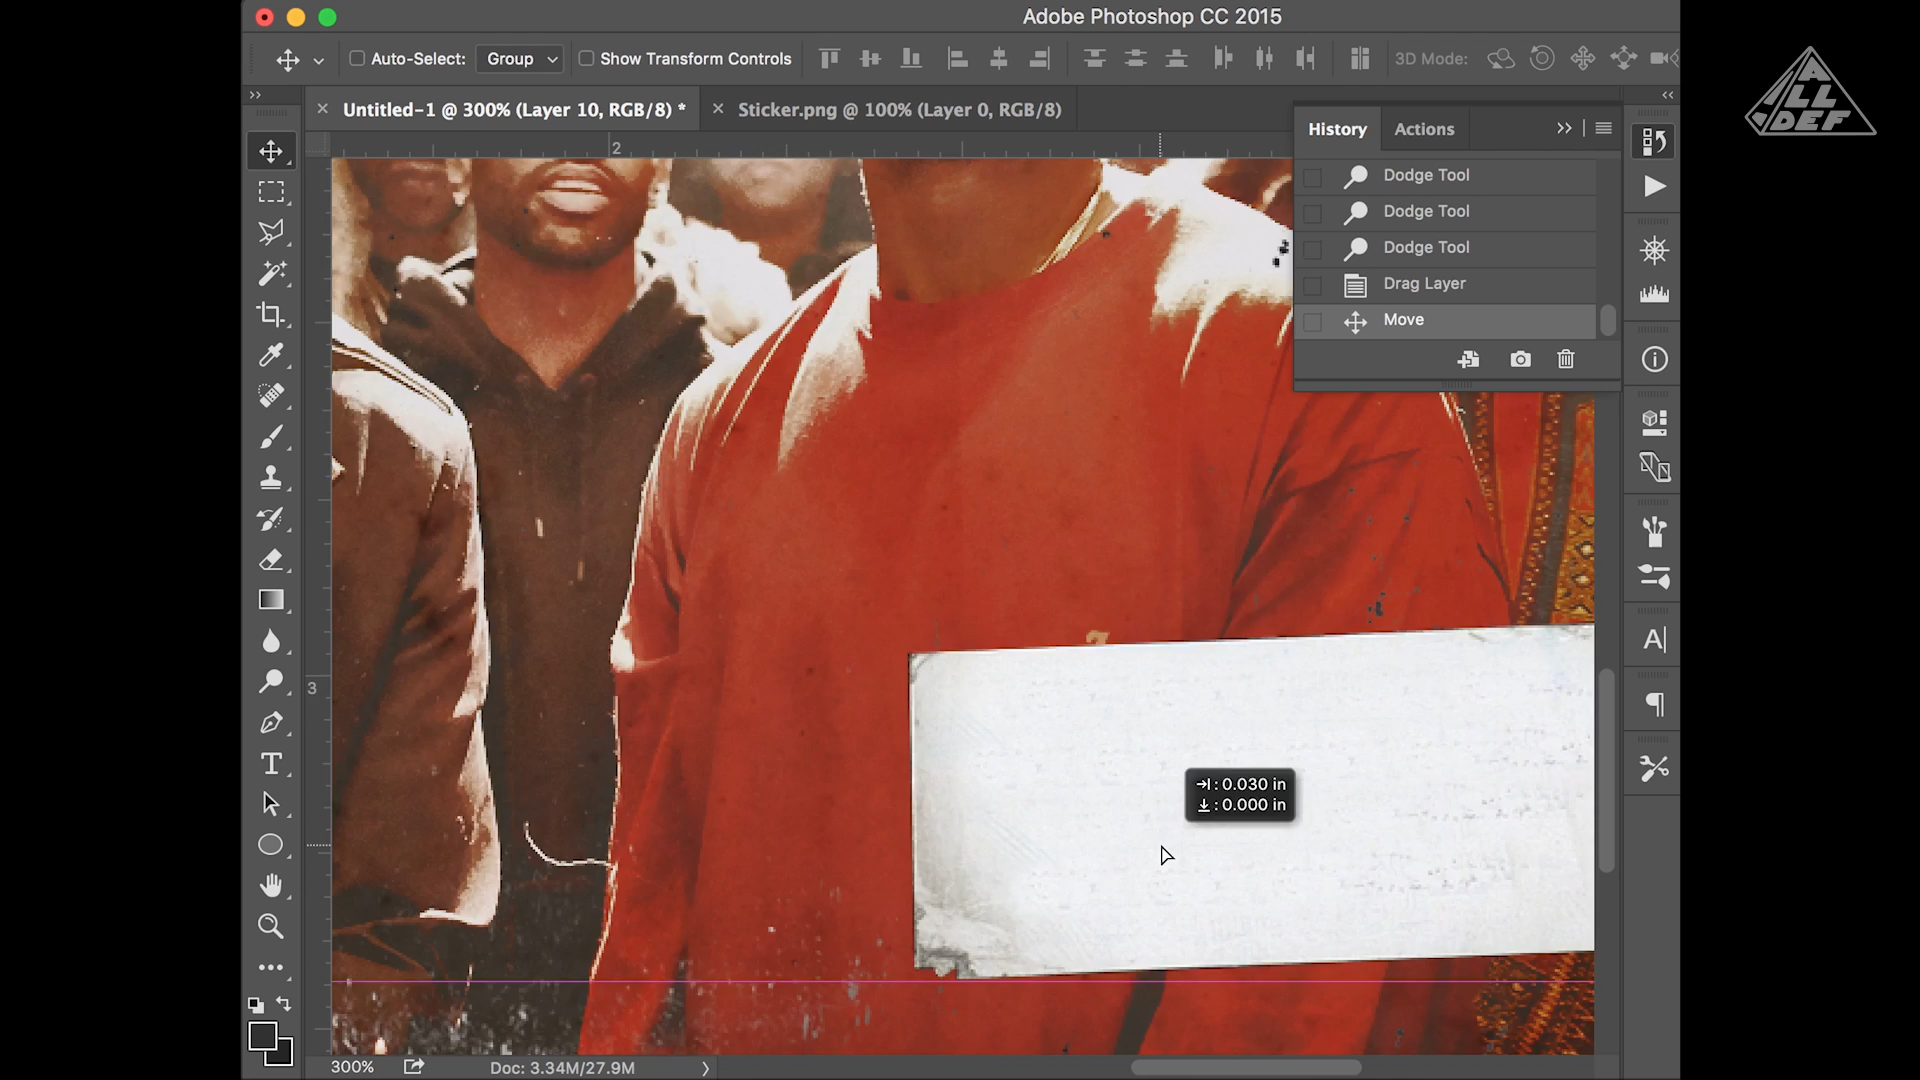 Adobe Photoshop CC 2015
Auto-Select: Group Show Transform Controls 3D Mode:
Untitled-1 @ 300% (Layer 10, RGB/8) * Sticker.png @ 100% (Layer 0, RGB/8)
ALL
DEF
History Actions
2
Dodge Tool
Dodge Tool
Dodge Tool
Drag Layer
Move
3
: 0.030 in
: 0.000 in
300% Doc: 3.34M/27.9M